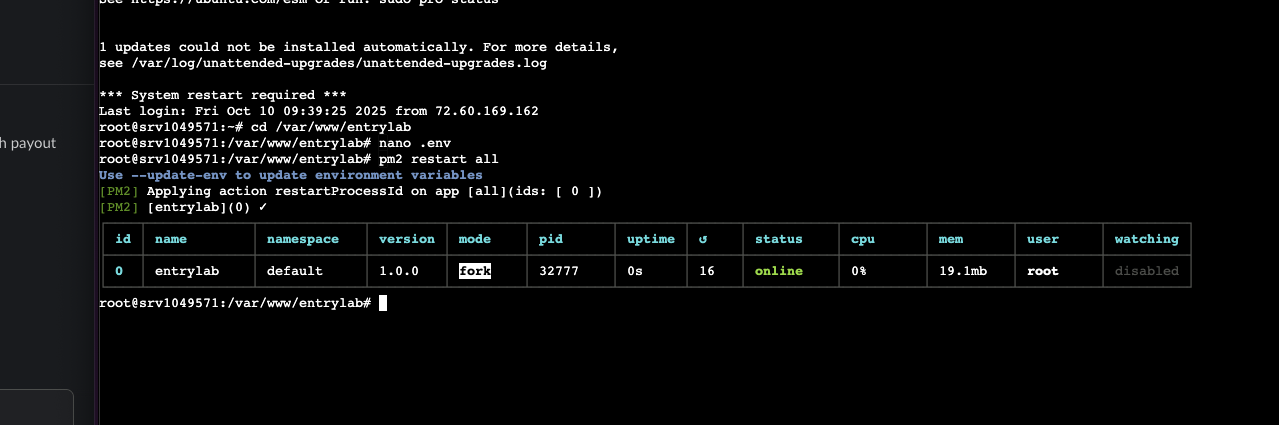 see https://ubuntu.com/esm or run: sudo pro status
1 updates could not be installed automatically. For more details,
see /var/log/unattended-upgrades/unattended-upgrades.log
*** System restart required ***
Last login: Fri Oct 10 09:39:25 2025 from 72.60.169.162
root@srv1049571:~# cd /var/www/entrylab
h payout
root@srv1049571:/var/www/entrylab# nano .env
root@srv1049571:/var/www/entrylab# pm2 restart all
Use --update-env to update environment variables
[PM2] Applying action restartProcessId on app [all](ids: [ 0 ])
[PM2] [entrylab](0) ✓
id name namespace version mode pid uptime ↺ status cpu mem user watching
0 entrylab default 1.0.0 fork 32777 0s 16 online 0% 19.1mb root disabled
root@srv1049571:/var/www/entrylab#